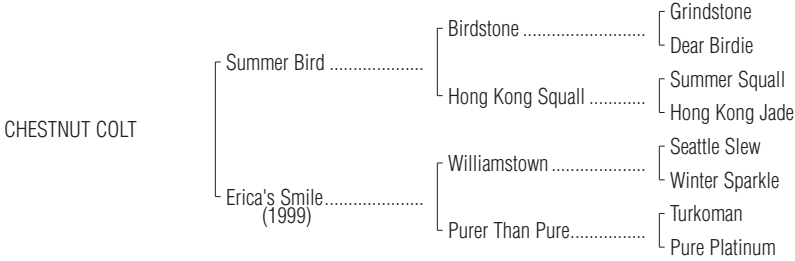 Grindstone
Birdstone ..........................
Dear Birdie
Summer Bird ....................
Summer Squall
Hong Kong Squall ............
Hong Kong Jade
CHESTNUT COLT
Seattle Slew
Williamstown ....................
Winter Sparkle
Erica's Smile.....................
(1999)
Turkoman
Purer Than Pure................
Pure Platinum